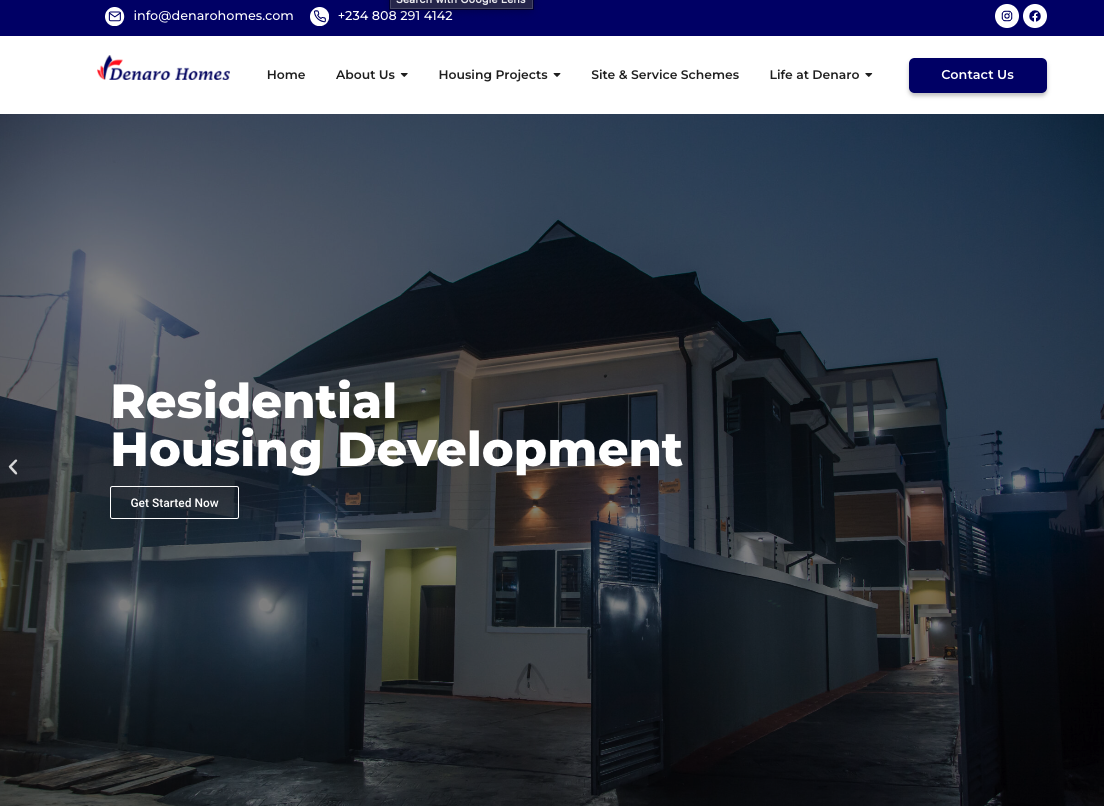 Search with Google Lens
info@denarohomes.com
+234 808 291 4142
Denaro Homes
Home
About Us
Housing Projects
Site & Service Schemes
Life at Denaro
Contact Us
Residential
Housing Development
Get Started Now